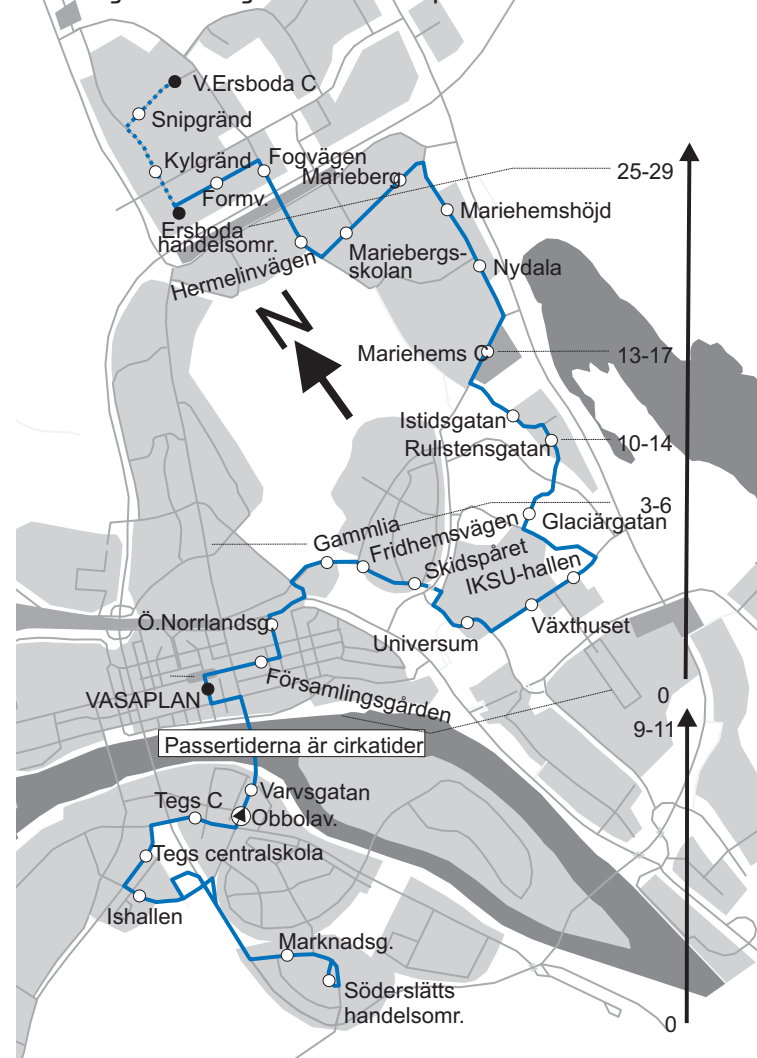 V.Ersboda C
Snipgränd
Kylgränd
Fogvägen
Marieberg
25-29
Formv.
Mariehemshöjd
Ersboda
handelsomr.
Mariebergs-
skolan
Hermelinvägen
Nydala
N
Mariehems C
13-17
Istidsgatan
Rullstensgatan
10-14
3-6
Gammlia
Fridhemsvägen
Glaciärgatan
Skidspåret
IKSU-hallen
Ö.Norrlandsg.
Universum
Växthuset
VASAPLAN
Församlingsgården
0
9-11
Passertiderna är cirkatider
Varvsgatan
Tegs C
Obbolav.
Tegs centralskola
Ishallen
Marknadsg.
Söderslätts
handelsomr.
0